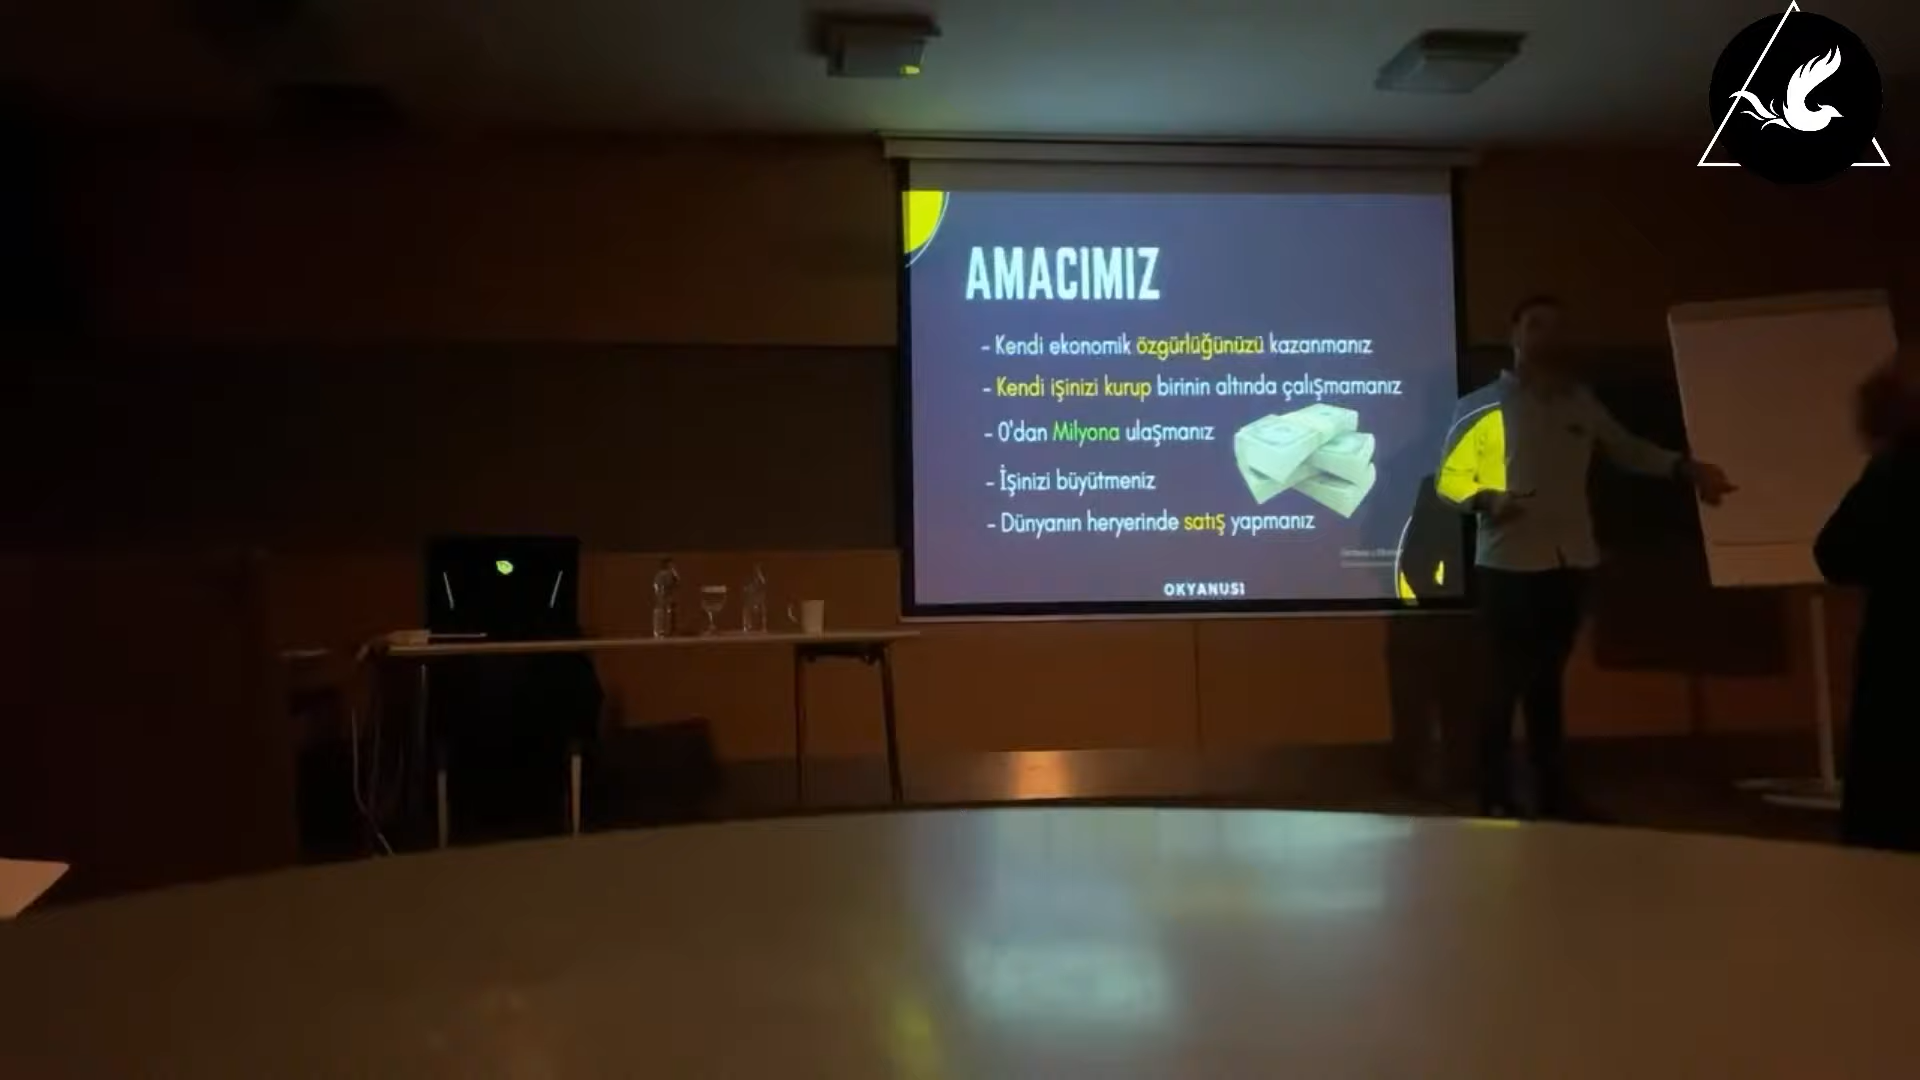 AMACIMIZ
- Kendi ekonomik özgürlüğünüzü kazanmanız
- Kendi işinizi kurup birinin altında çalışmamanız
- 0'dan Milyona ulaşmanız
- İşinizi büyütmeniz
- Dünyanın heryerinde satış yapmanız
OKYANUS1